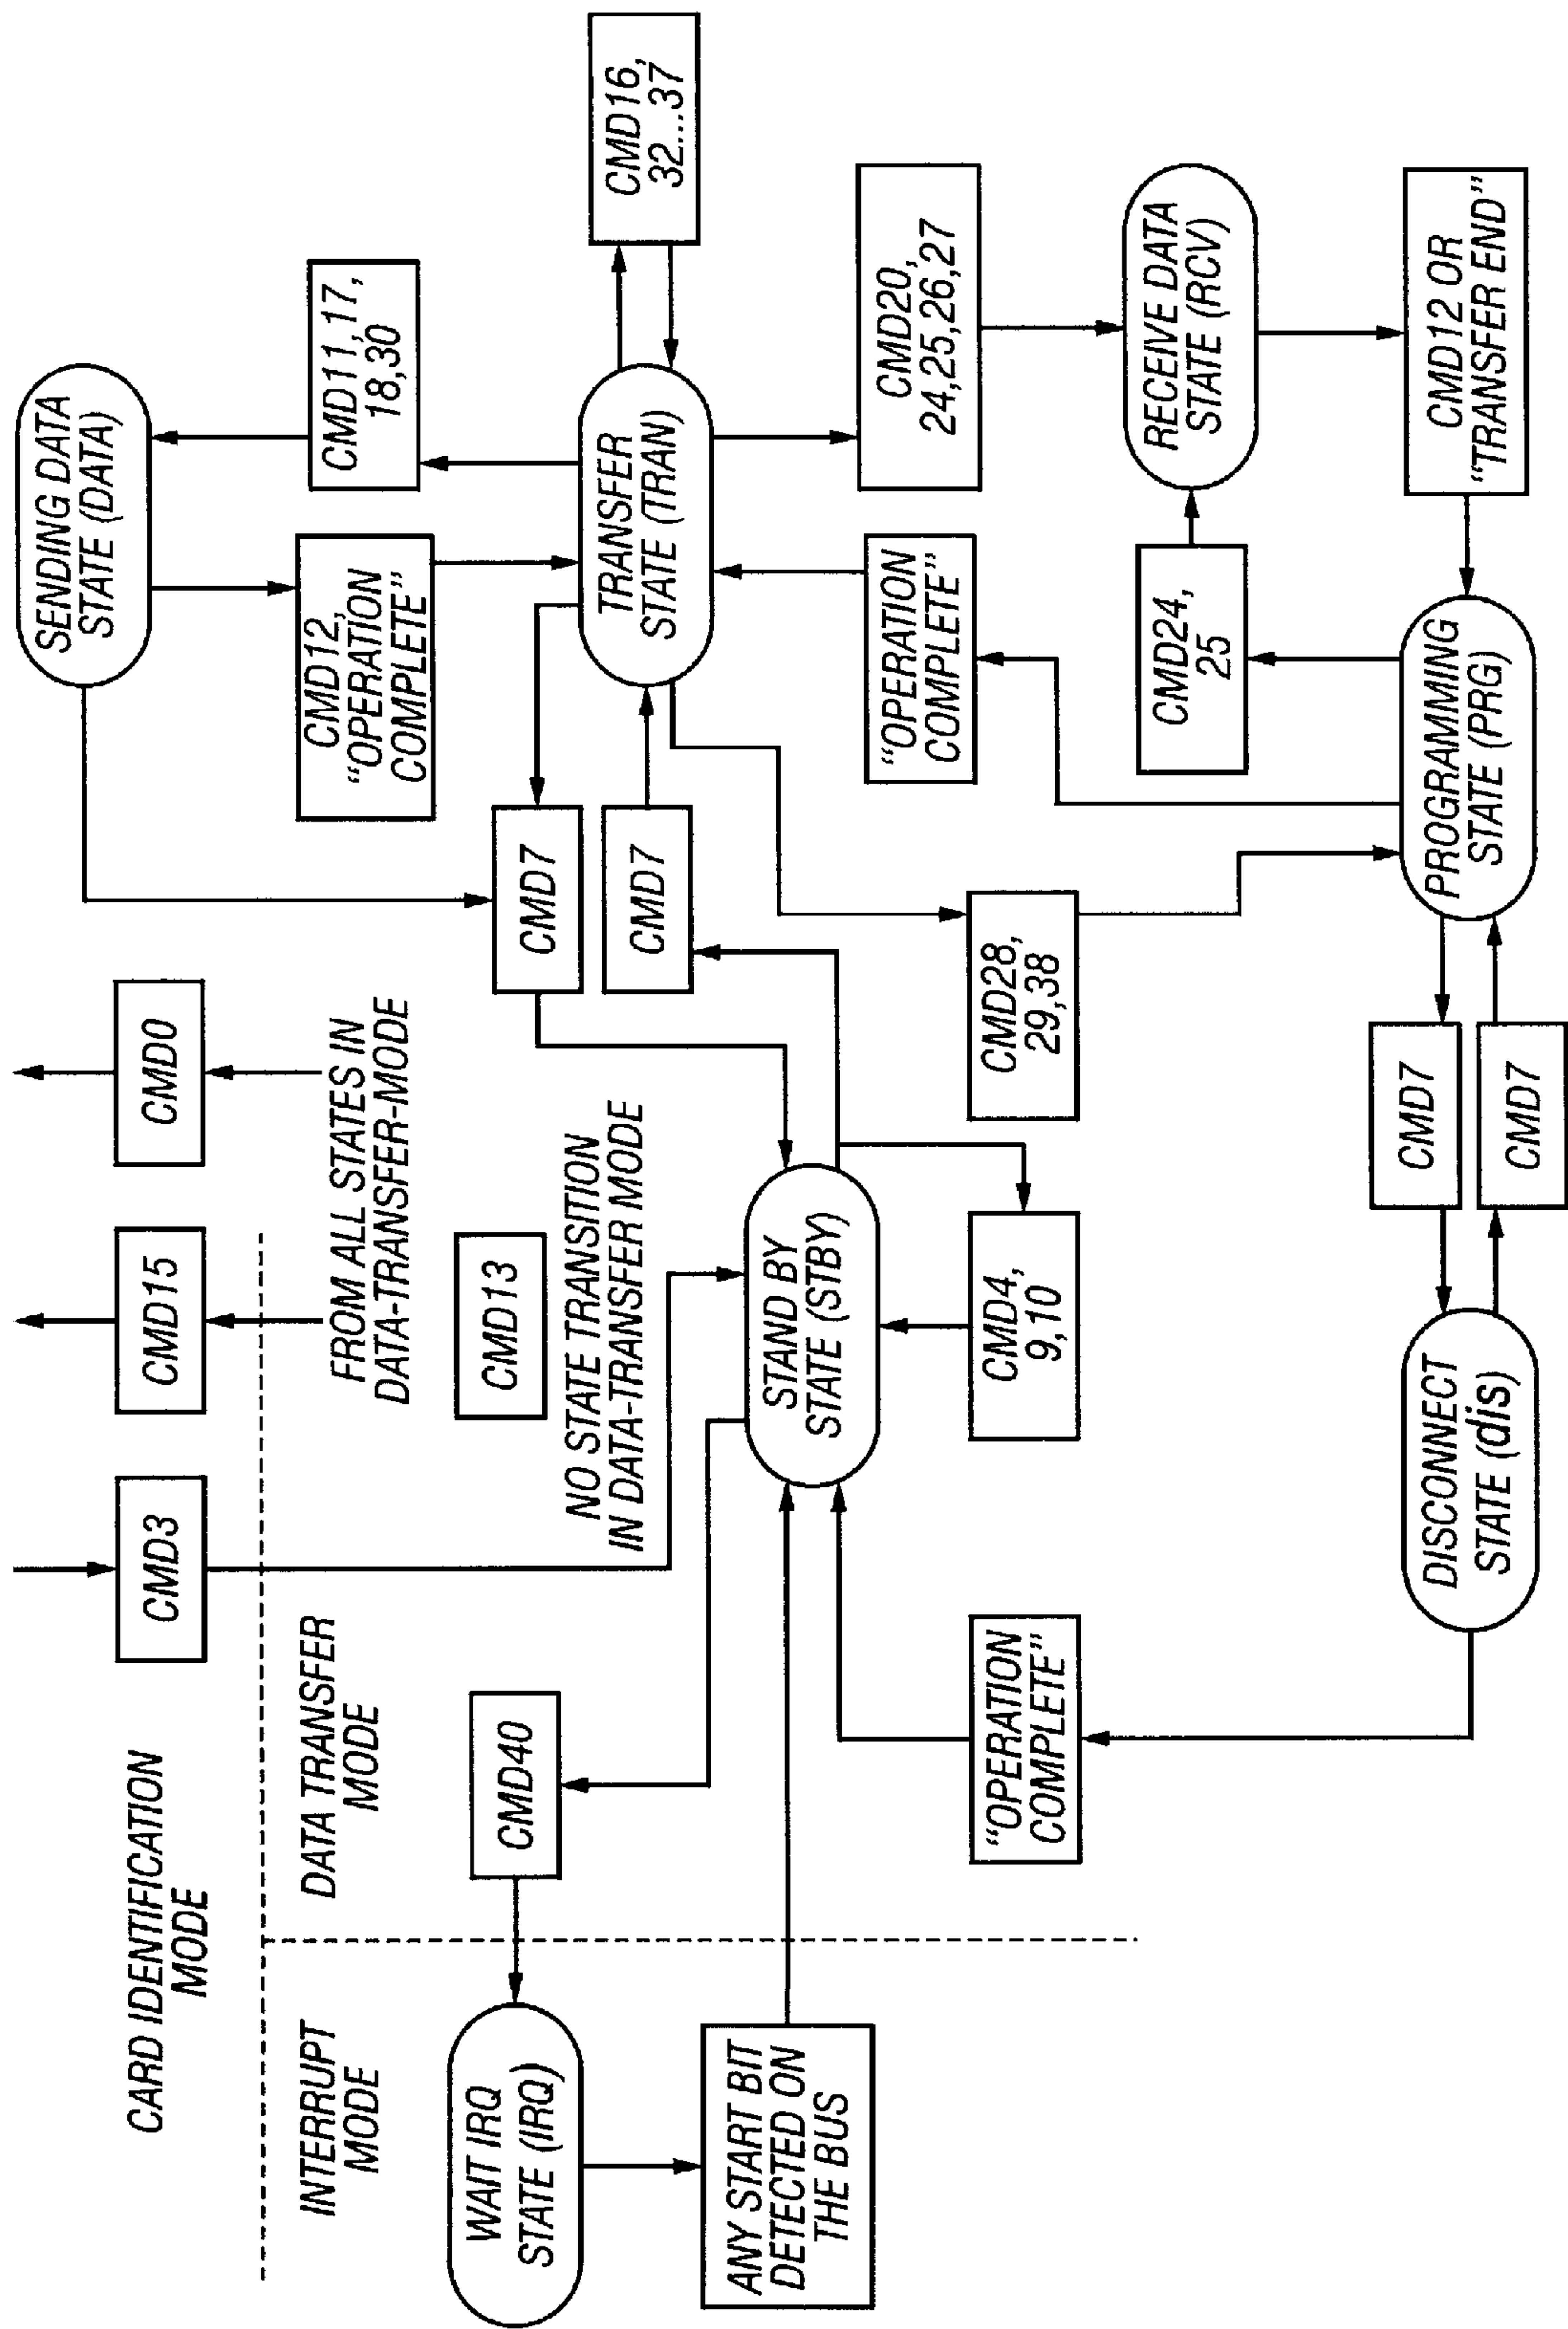 CARD IDENTIFICATION
MODE
CMD3
CMD15
CMD0
SENDING DATA
STATE (DATA)
INTERRUPT
MODE
DATA TRANSFER
MODE
FROM ALL STATES IN
DATA-TRANSFER-MODE
CMD12,
“OPERATION
COMPLETE”
CMD11,17,
18,30
WAIT IRQ
STATE (IRQ)
CMD40
CMD13
NO STATE TRANSITION
IN DATA-TRANSFER MODE
CMD7
CMD7
TRANSFER
STATE (TRAN)
CMD16,
32...37
ANY START BIT
DETECTED ON
THE BUS
STAND BY
STATE (STBY)
“OPERATION
COMPLETE”
CMD4,
9,10
CMD28,
29,38
“OPERATION
COMPLETE”
CMD20,
24,25,26,27
CMD24,
25
RECEIVE DATA
STATE (RCV)
DISCONNECT
STATE (dis)
CMD7
CMD7
PROGRAMMING
STATE (PRG)
CMD12 OR
“TRANSFER END”